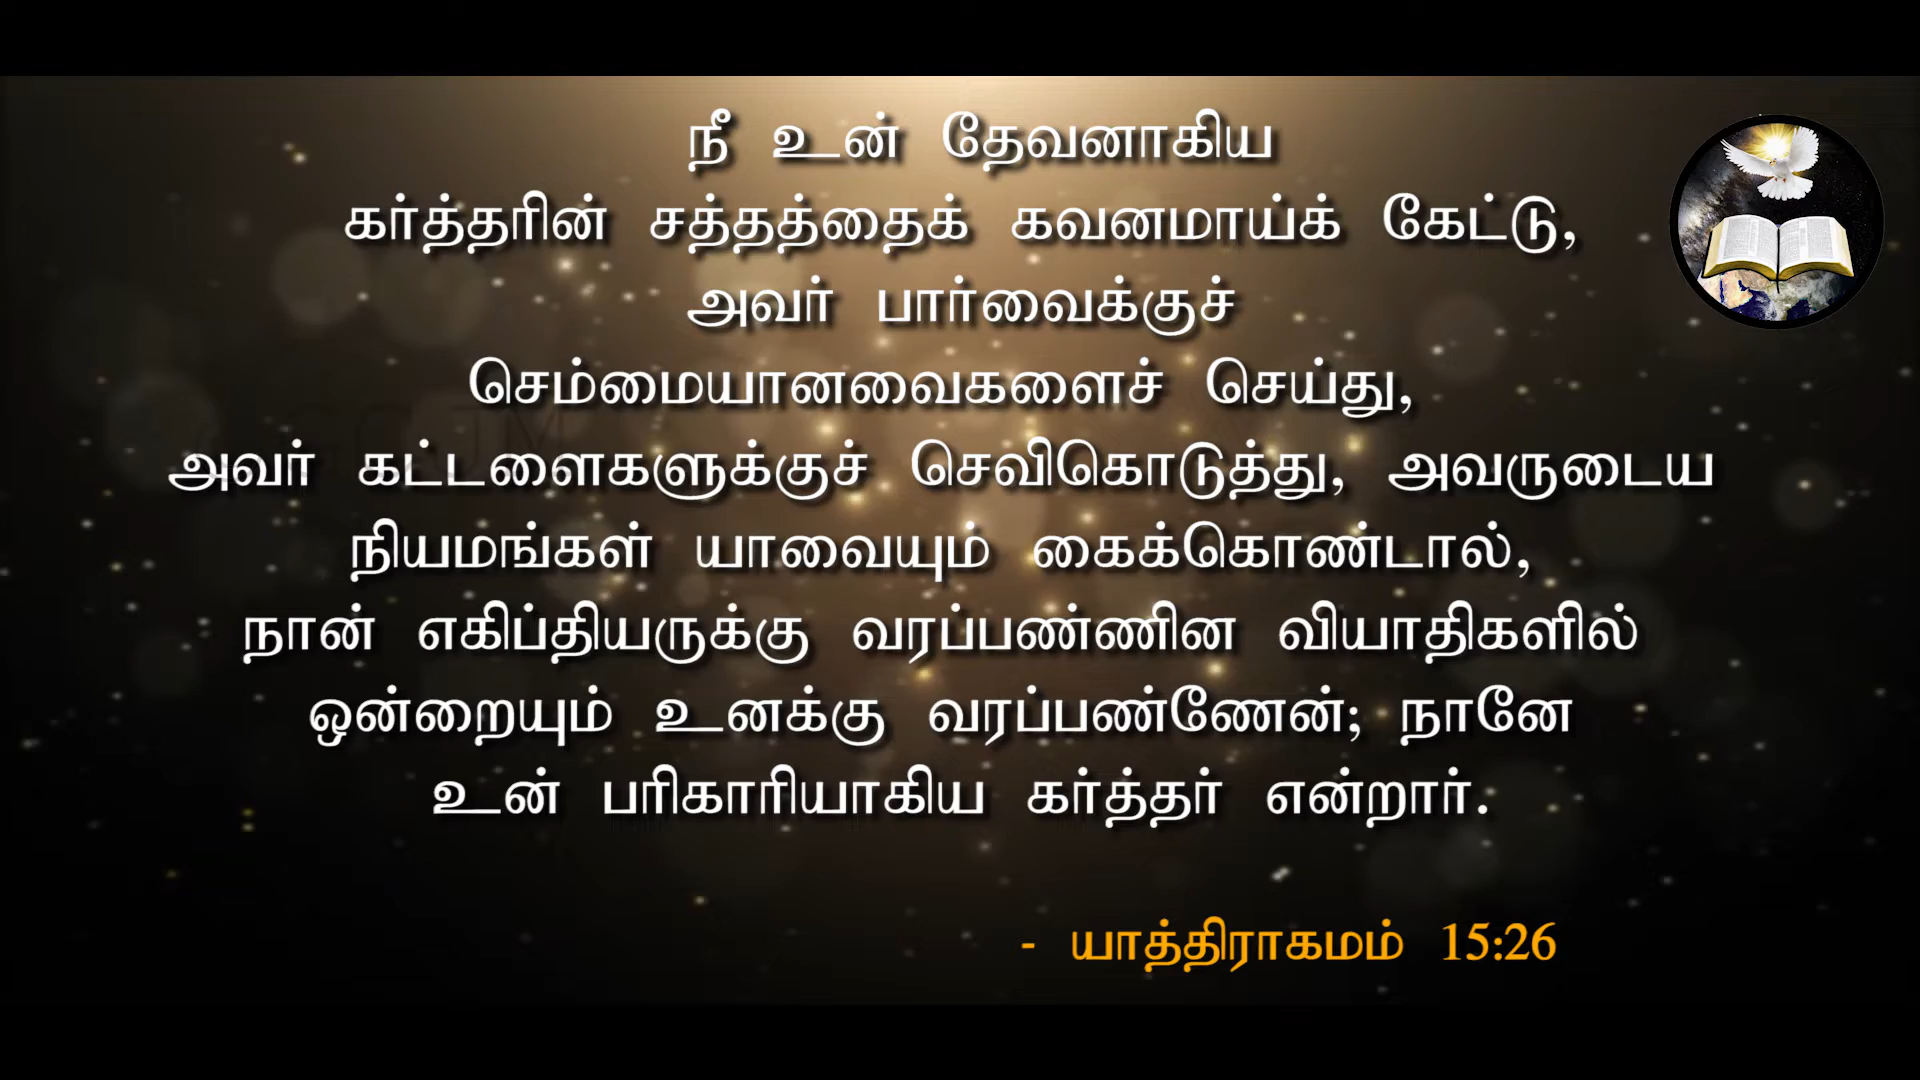 நீ உன் தேவனாகிய
கர்த்தரின் சத்தத்தைக் கவனமாய்க் கேட்டு,
அவர் பார்வைக்குச்
செம்மையானவைகளைச் செய்து,
அவர் கட்டளைகளுக்குச் செவிகொடுத்து, அவருடைய
நியமங்கள் யாவையும் கைக்கொண்டால்,
நான் எகிப்தியருக்கு வரப்பண்ணின வியாதிகளில்
ஒன்றையும் உனக்கு வரப்பண்ணேன்; நானே
உன் பரிகாரியாகிய கர்த்தர் என்றார்.
- யாத்திராகமம் 15:26